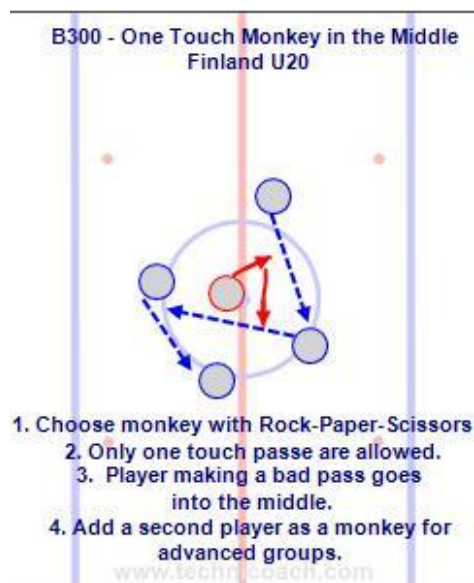 B300 - One Touch Monkey in the Middle
Finland U20
1. Choose monkey with Rock-Paper-Scissors
2. Only one touch passe are allowed.
3. Player making a bad pass goes
into the middle.
4. Add a second player as a monkey for
advanced groups.